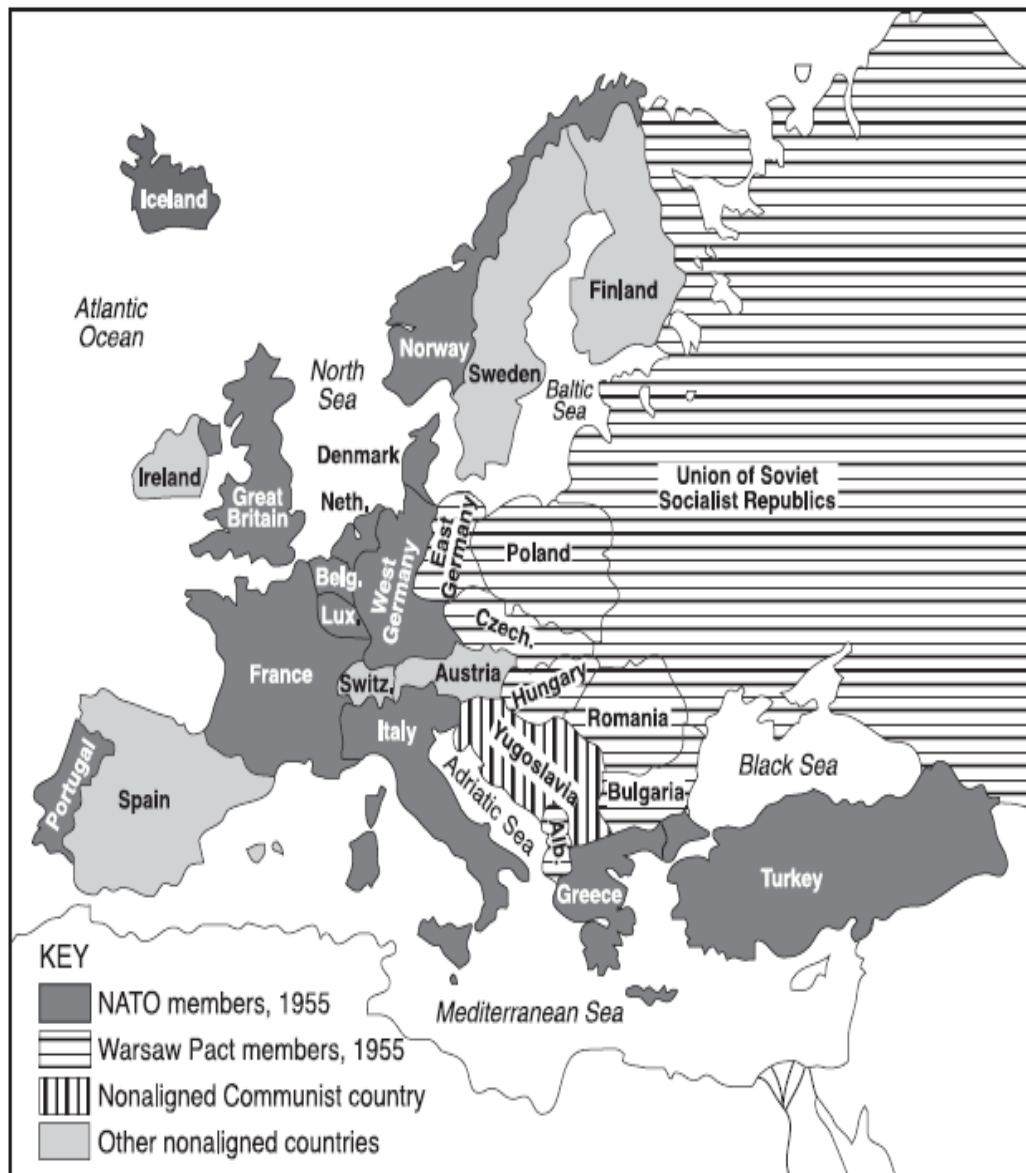 Iceland
Atlantic
Ocean
Norway
Finland
Sweden
North
Sea
Baltic
Sea
Denmark
Ireland
Great
Britain
Neth.
Union of Soviet
Socialist Republics
East
Germany
Poland
Belg.
West
Germany
Lux.
Czech.
France
Switz.
Austria
Hungary
Italy
Romania
Yugoslavia
Black Sea
Portugal
Spain
Adriatic Sea
Bulgaria
Alb.
Greece
Turkey
KEY
NATO members, 1955
Mediterranean Sea
Warsaw Pact members, 1955
Nonaligned Communist country
Other nonaligned countries